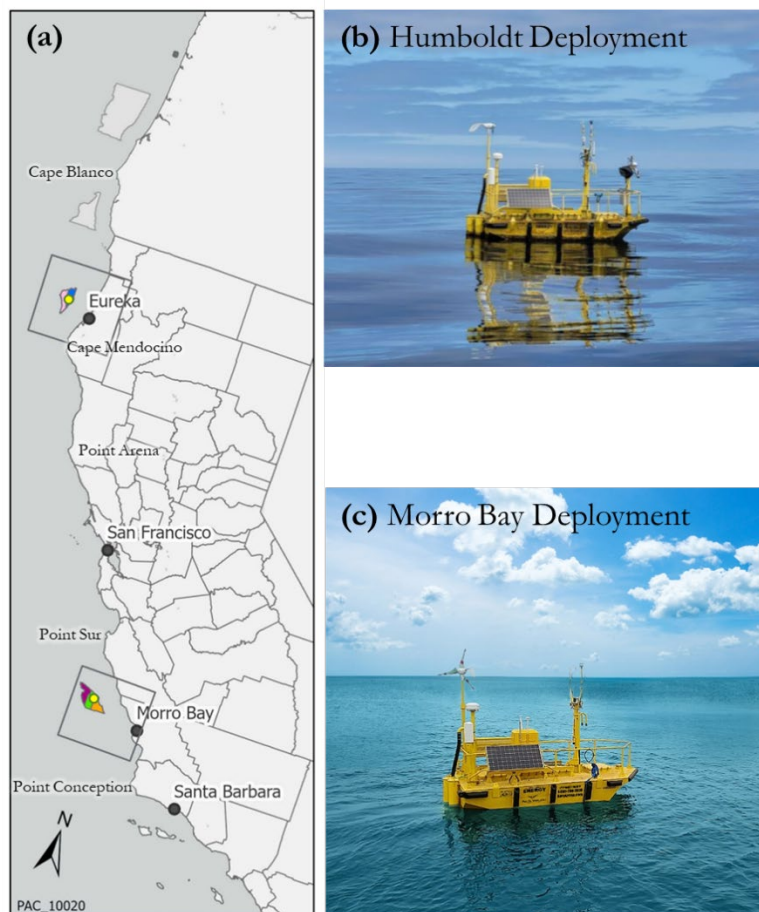 (a)
Cape Blanco
Eureka
Cape Mendocino
Point Arena
San Francisco
Point Sur
Morro Bay
Point Conception
Santa Barbara
N
PAC_10020
(b) Humboldt Deployment
(c) Morro Bay Deployment